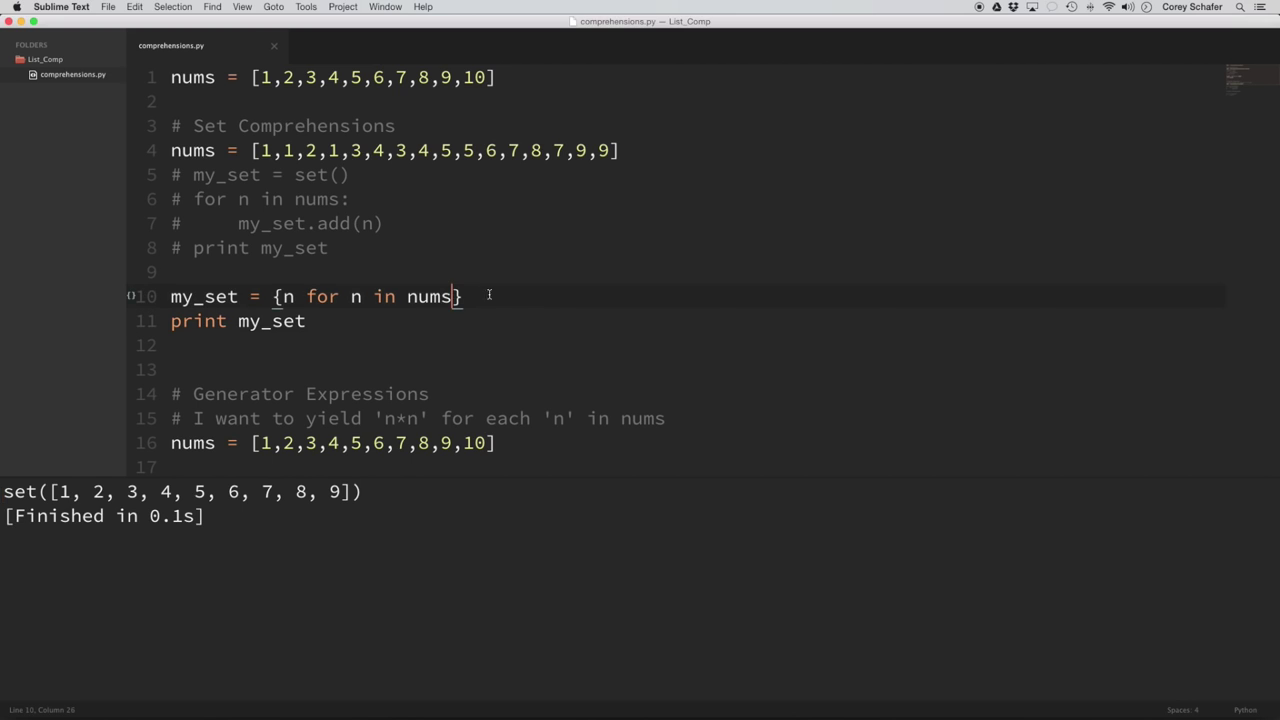 Sublime Text File Edit Selection Find View Goto Tools Project Window Help Corey Schafer
comprehensions.py — List_Comp
FOLDERS
List_Comp
comprehensions.py
comprehensions.py
1 nums = [1,2,3,4,5,6,7,8,9,10]
2
3 # Set Comprehensions
4 nums = [1,1,2,1,3,4,3,4,5,5,6,7,8,7,9,9]
5 # my_set = set()
6 # for n in nums:
7 #     my_set.add(n)
8 # print my_set
9
{}10 my_set = {n for n in nums}
11 print my_set
12
13
14 # Generator Expressions
15 # I want to yield 'n*n' for each 'n' in nums
16 nums = [1,2,3,4,5,6,7,8,9,10]
17
set([1, 2, 3, 4, 5, 6, 7, 8, 9])
[Finished in 0.1s]
Line 10, Column 26 Spaces: 4 Python